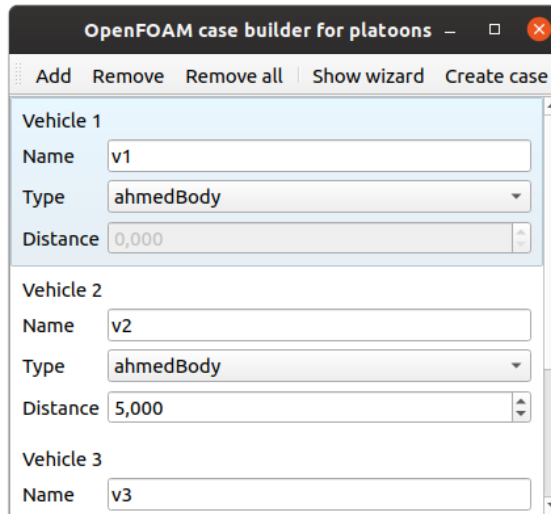 OpenFOAM case builder for platoons
Add Remove Remove all Show wizard Create case
Vehicle 1
Name v1
Type ahmedBody
Distance 0,000
Vehicle 2
Name v2
Type ahmedBody
Distance 5,000
Vehicle 3
Name v3